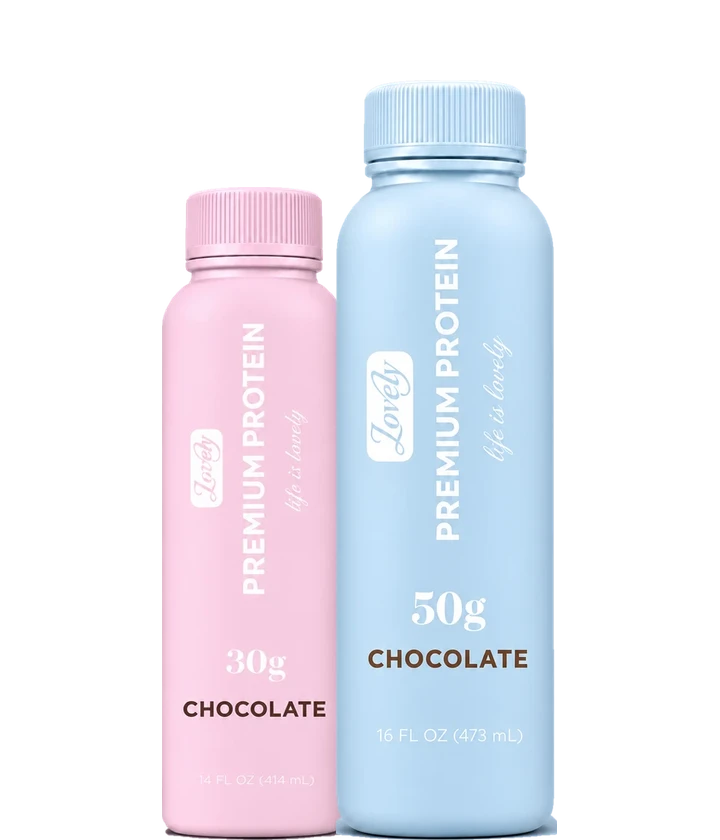 Lovely
PREMIUM PROTEIN
life is lovely
30g
CHOCOLATE
14 FL OZ (414 mL)
Lovely
PREMIUM PROTEIN
life is lovely
50g
CHOCOLATE
16 FL OZ (473 mL)